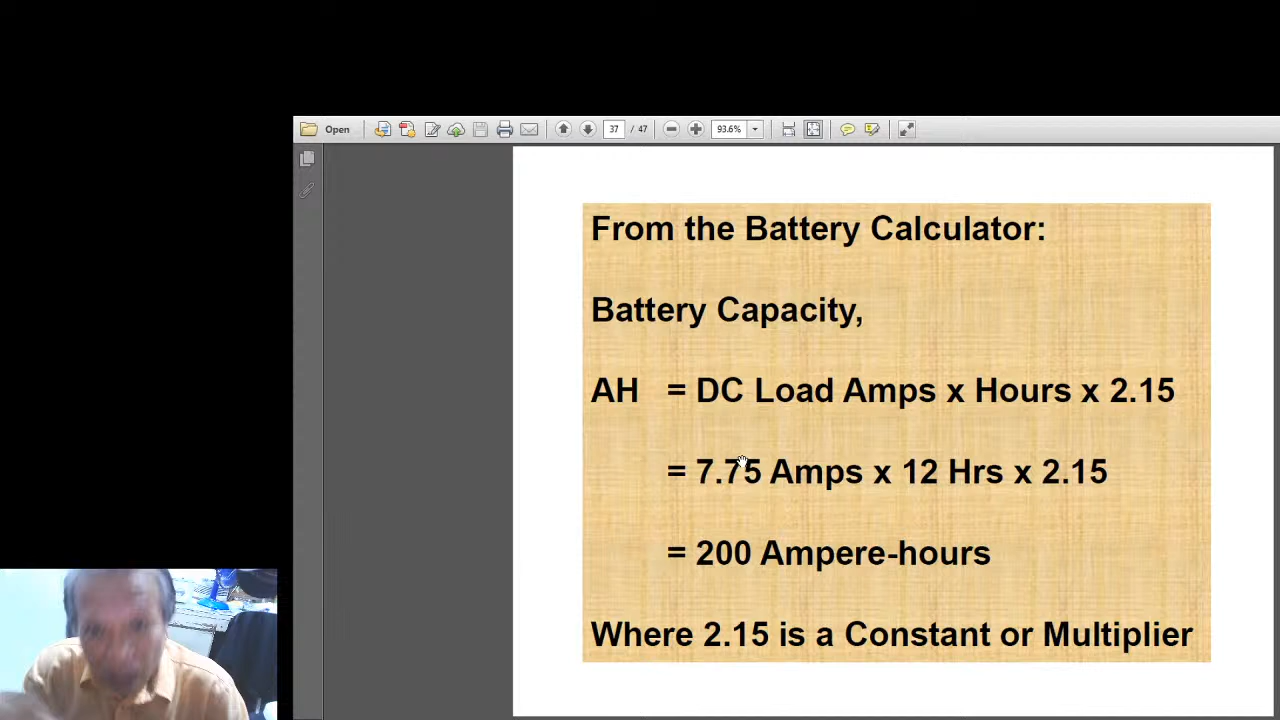 Open 37 / 47 93.6%
From the Battery Calculator:
Battery Capacity,
AH = DC Load Amps x Hours x 2.15
= 7.75 Amps x 12 Hrs x 2.15
= 200 Ampere-hours
Where 2.15 is a Constant or Multiplier